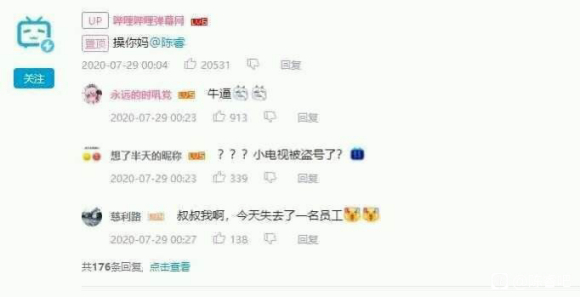 UP 哔哩哔哩弹幕网 LV6
置顶 操你妈@陈睿
关注
2020-07-29 00:04 20531 回复
永远的时飒党 牛逼
2020-07-29 00:23 913 回复
想了半天的昵称 ？？？小电视被盗号了？
2020-07-29 00:23 339 回复
慈利路 叔叔我啊，今天失去了一名员工
2020-07-29 00:27 138 回复
共176条回复, 点击查看